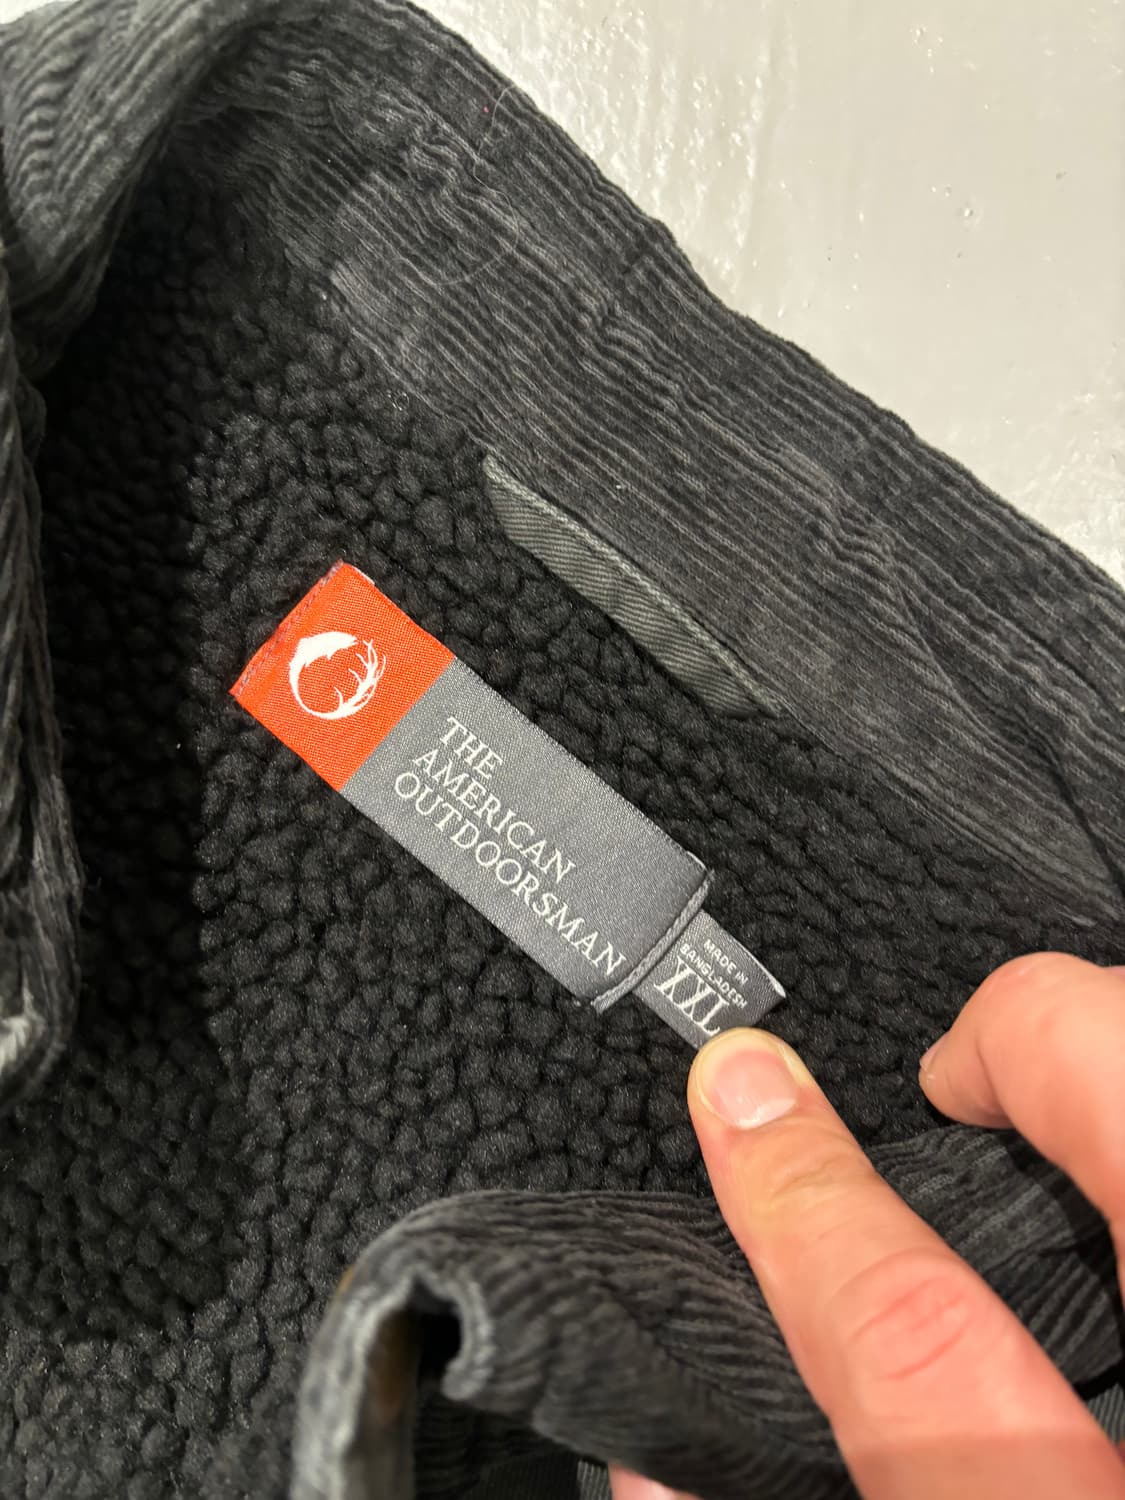 THE
AMERICAN
OUTDOORSMAN
MADE IN
BANGLADESH
XXL